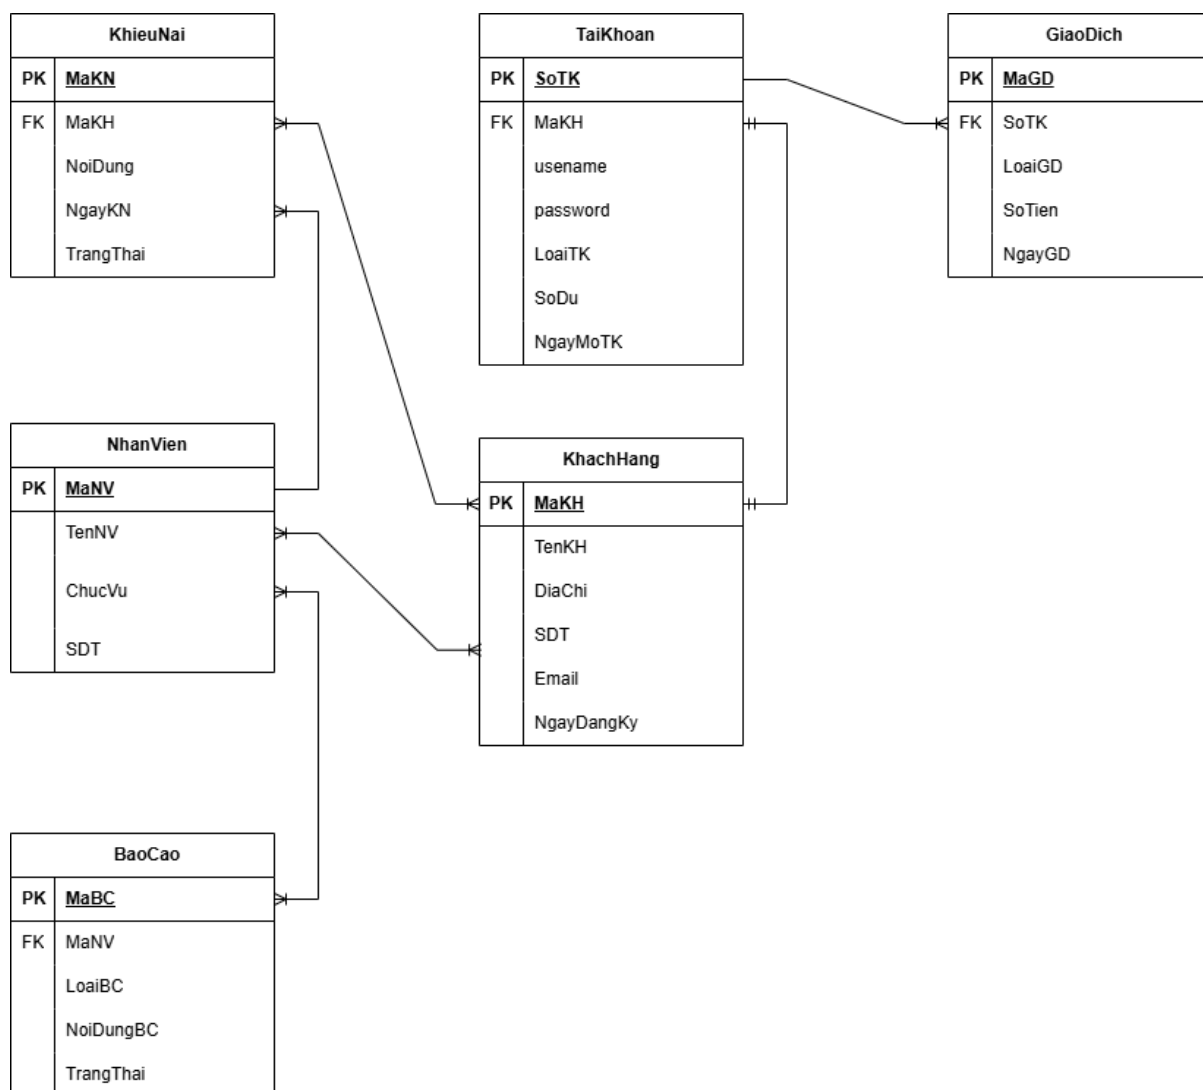 KhieuNai
PK MaKN
FK MaKH
NoiDung
NgayKN
TrangThai
TaiKhoan
PK SoTK
FK MaKH
usename
password
LoaiTK
SoDu
NgayMoTK
GiaoDich
PK MaGD
FK SoTK
LoaiGD
SoTien
NgayGD
NhanVien
PK MaNV
TenNV
ChucVu
SDT
KhachHang
PK MaKH
TenKH
DiaChi
SDT
Email
NgayDangKy
BaoCao
PK MaBC
FK MaNV
LoaiBC
NoiDungBC
TrangThai